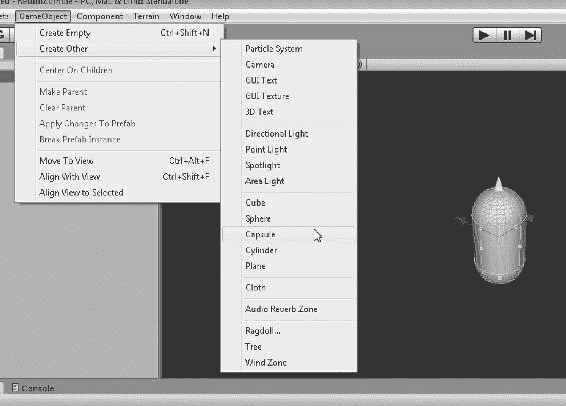 GameObject Component Terrain Window Help
Create Empty Ctrl+Shift+N
Create Other
Center On Children
Make Parent
Clear Parent
Apply Changes To Prefab
Break Prefab Instance
Move To View Ctrl+Alt+F
Align With View Ctrl+Shift+F
Align View to Selected
Particle System
Camera
GUI Text
GUI Texture
3D Text
Directional Light
Point Light
Spotlight
Area Light
Cube
Sphere
Capsule
Cylinder
Plane
Cloth
Audio Reverb Zone
Ragdoll...
Tree
Wind Zone
Console